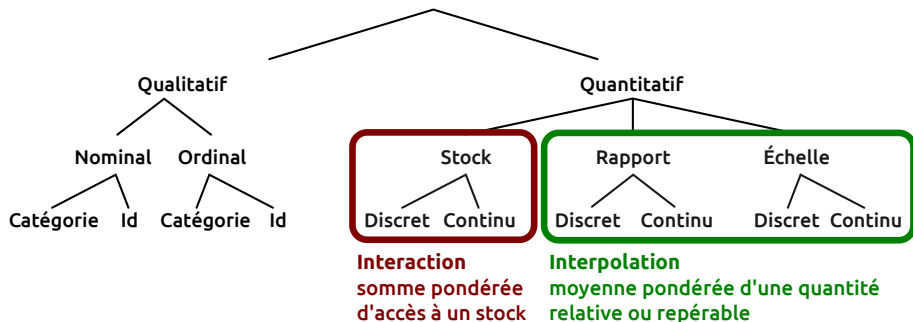 Qualitatif Quantitatif
Nominal Ordinal Stock Rapport Échelle
Catégorie Id Catégorie Id Discret Continu Discret Continu Discret Continu
Interaction
somme pondérée
d'accès à un stock
Interpolation
moyenne pondérée d'une quantité
relative ou repérable